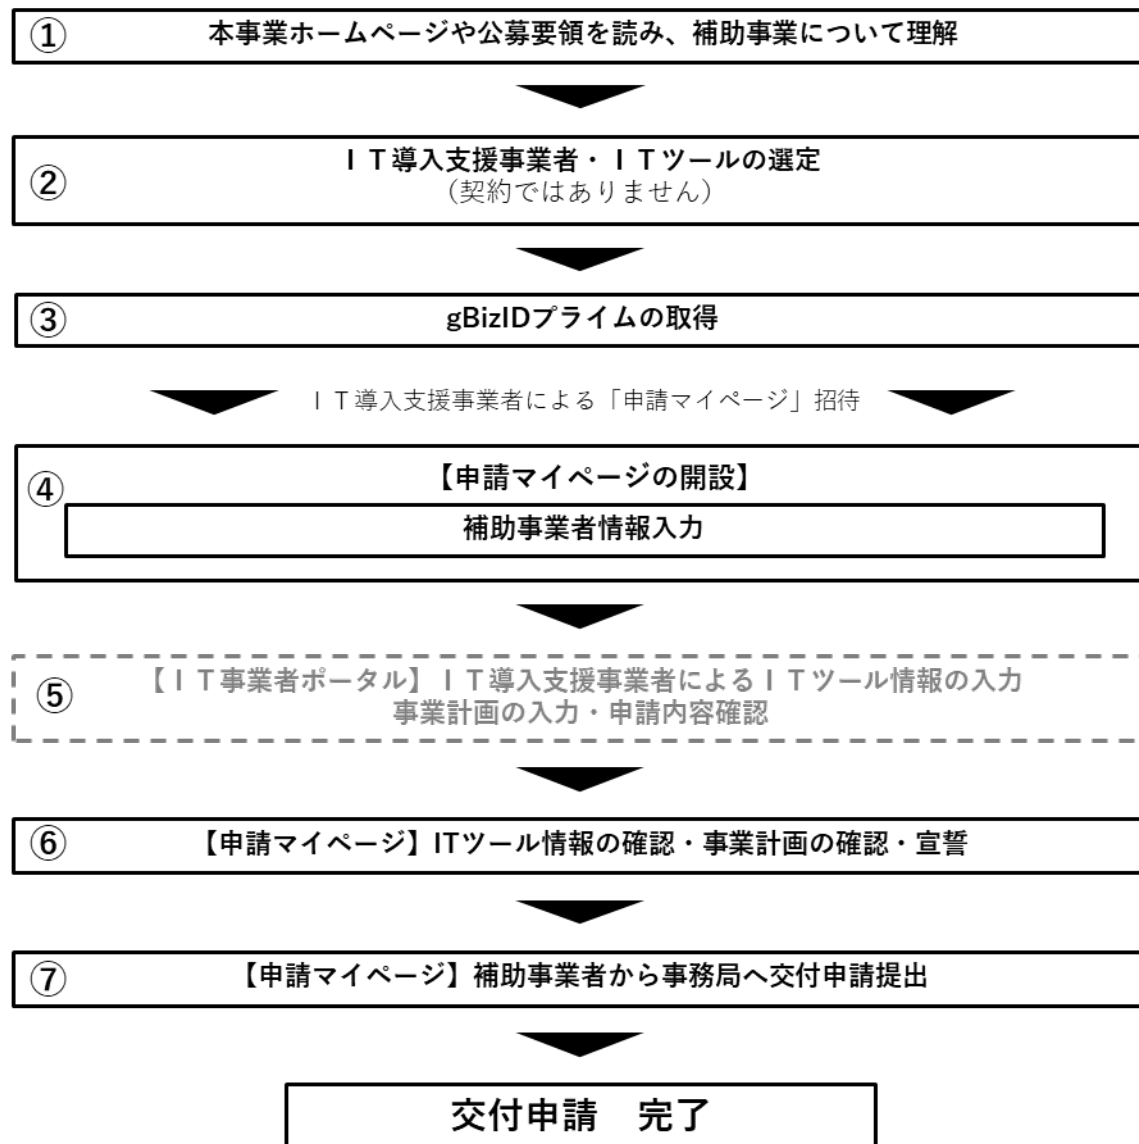 ① 本事業ホームページや公募要領を読み、補助事業について理解
② ＩＴ導入支援事業者・ＩＴツールの選定
（契約ではありません）
③ gBizIDプライムの取得
ＩＴ導入支援事業者による「申請マイページ」招待
④ 【申請マイページの開設】
補助事業者情報入力
⑤ 【ＩＴ事業者ポータル】ＩＴ導入支援事業者によるＩＴツール情報の入力
事業計画の入力・申請内容確認
⑥ 【申請マイページ】ITツール情報の確認・事業計画の確認・宣誓
⑦ 【申請マイページ】補助事業者から事務局へ交付申請提出
交付申請　完了